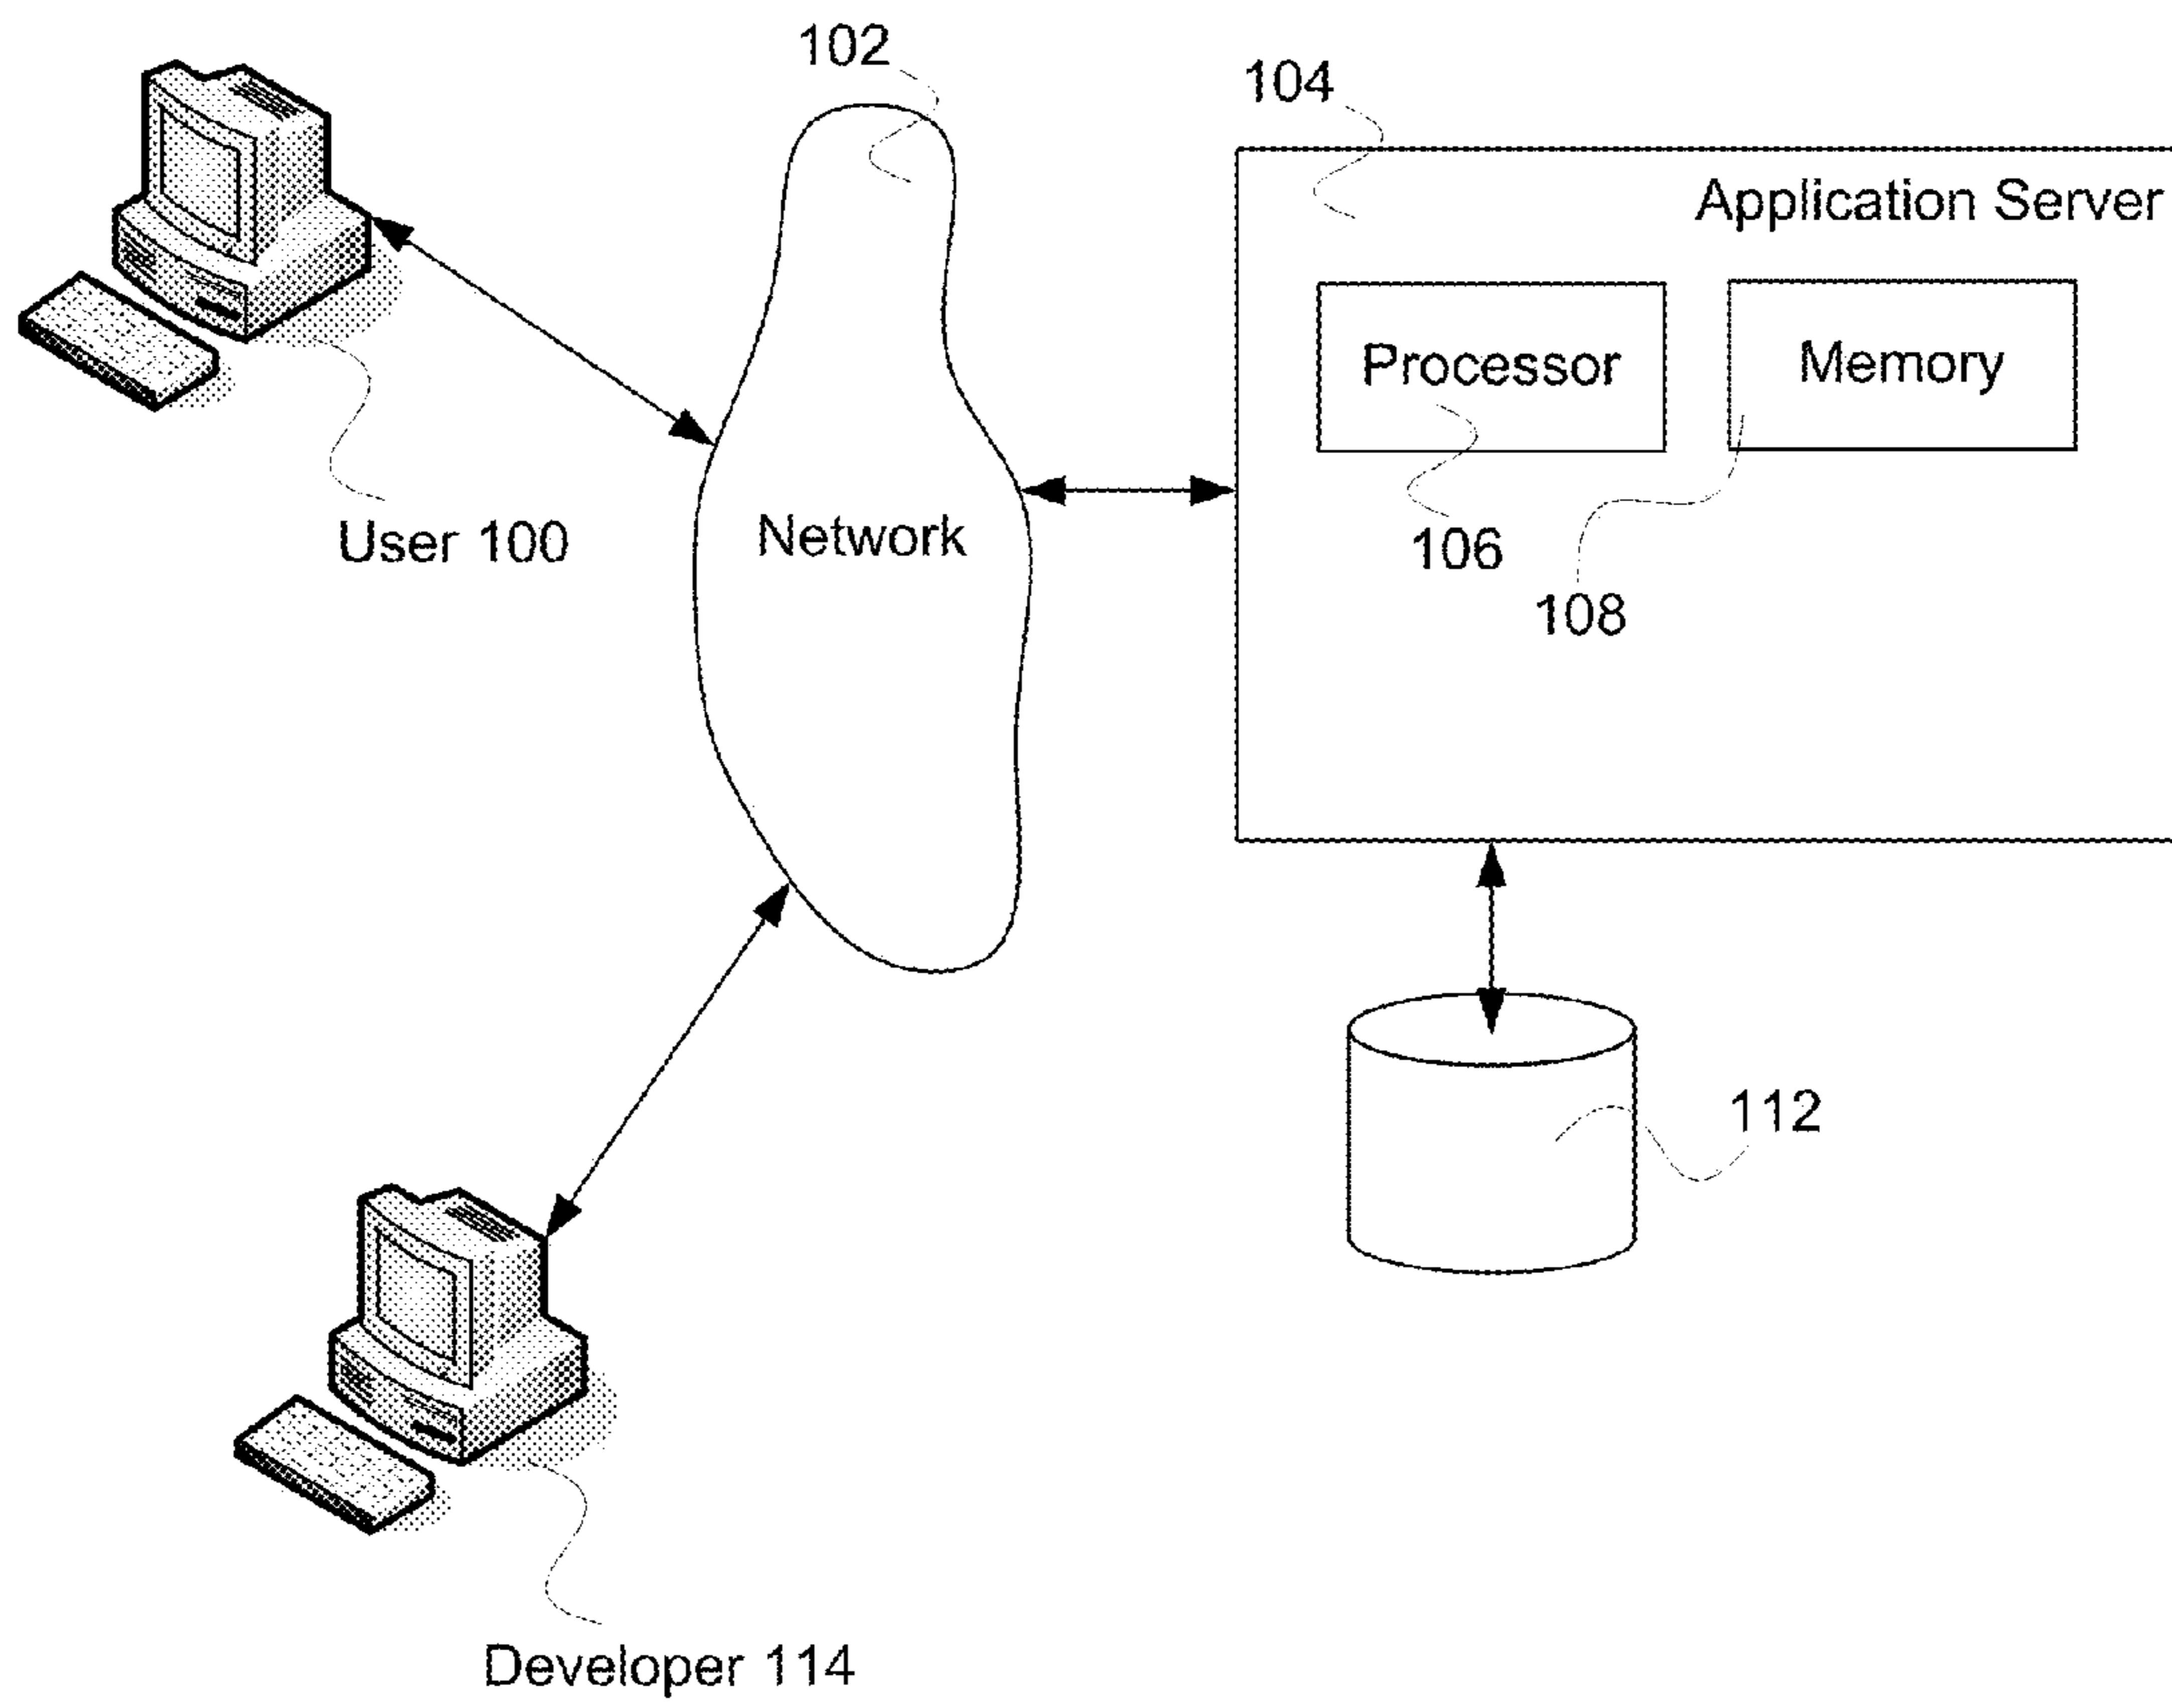 102
104
Application Server
Processor
Memory
User 100
Network
106
108
112
Developer 114